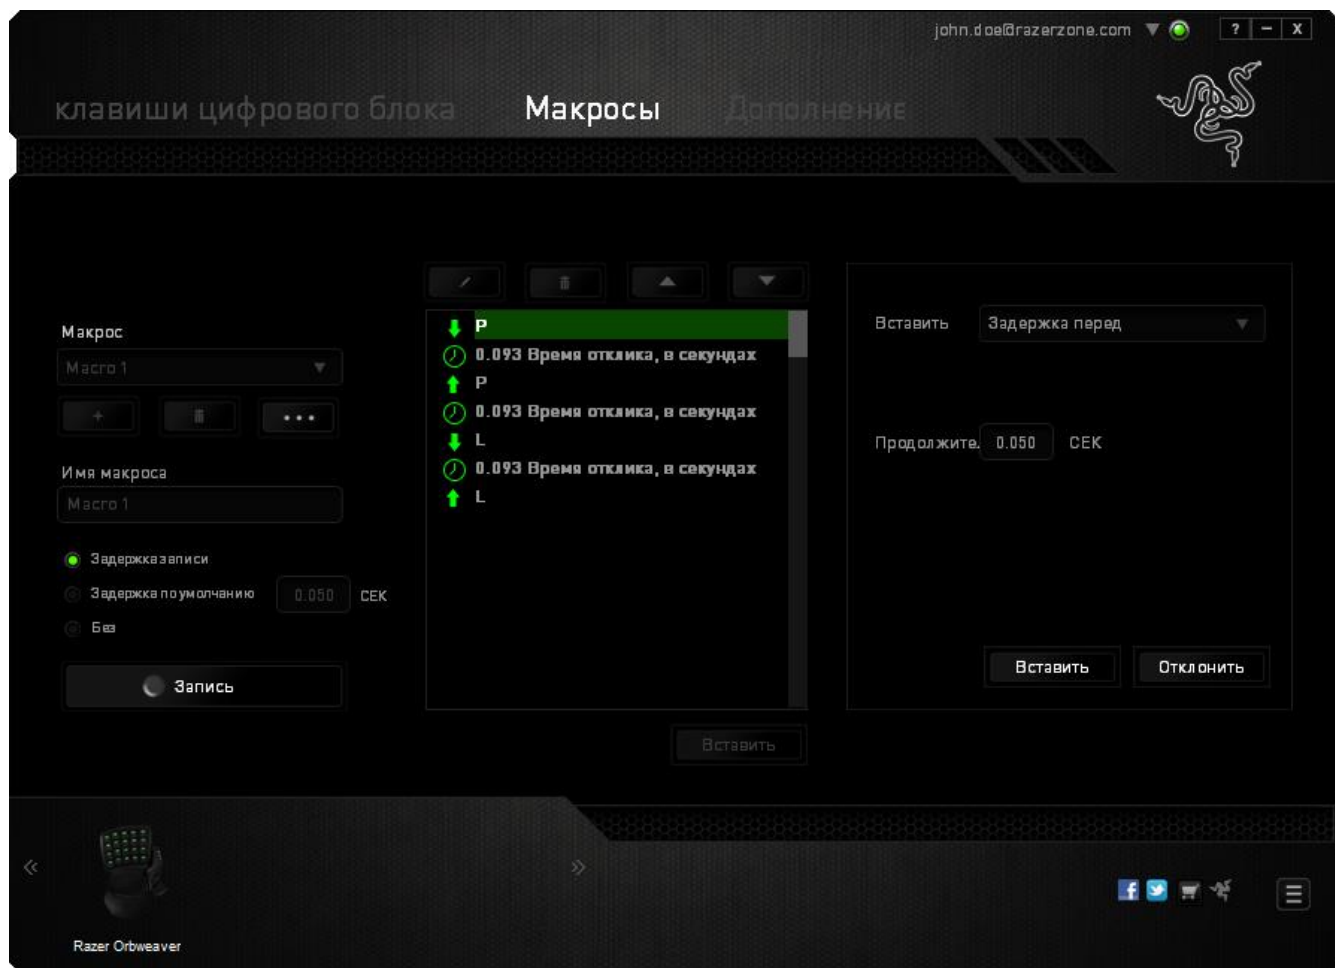 john.doe@razerzone.com ? – X
клавиши цифрового блока Макросы Дополнение
Макрос
Macro 1
+ ...
Имя макроса
Macro 1
Задержка записи
Задержка по умолчанию 0.050 СЕК
Без
Запись
P
0.093 Время отклика, в секундах
P
0.093 Время отклика, в секундах
L
0.093 Время отклика, в секундах
L
Вставить
Вставить Задержка перед
Продолжите. 0.050 СЕК
Вставить Отклонить
Razer Orbweaver
« »
f